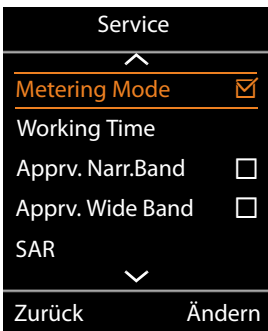 Service
Metering Mode
Working Time
Apprv. Narr.Band
Apprv. Wide Band
SAR
Zurück Ändern